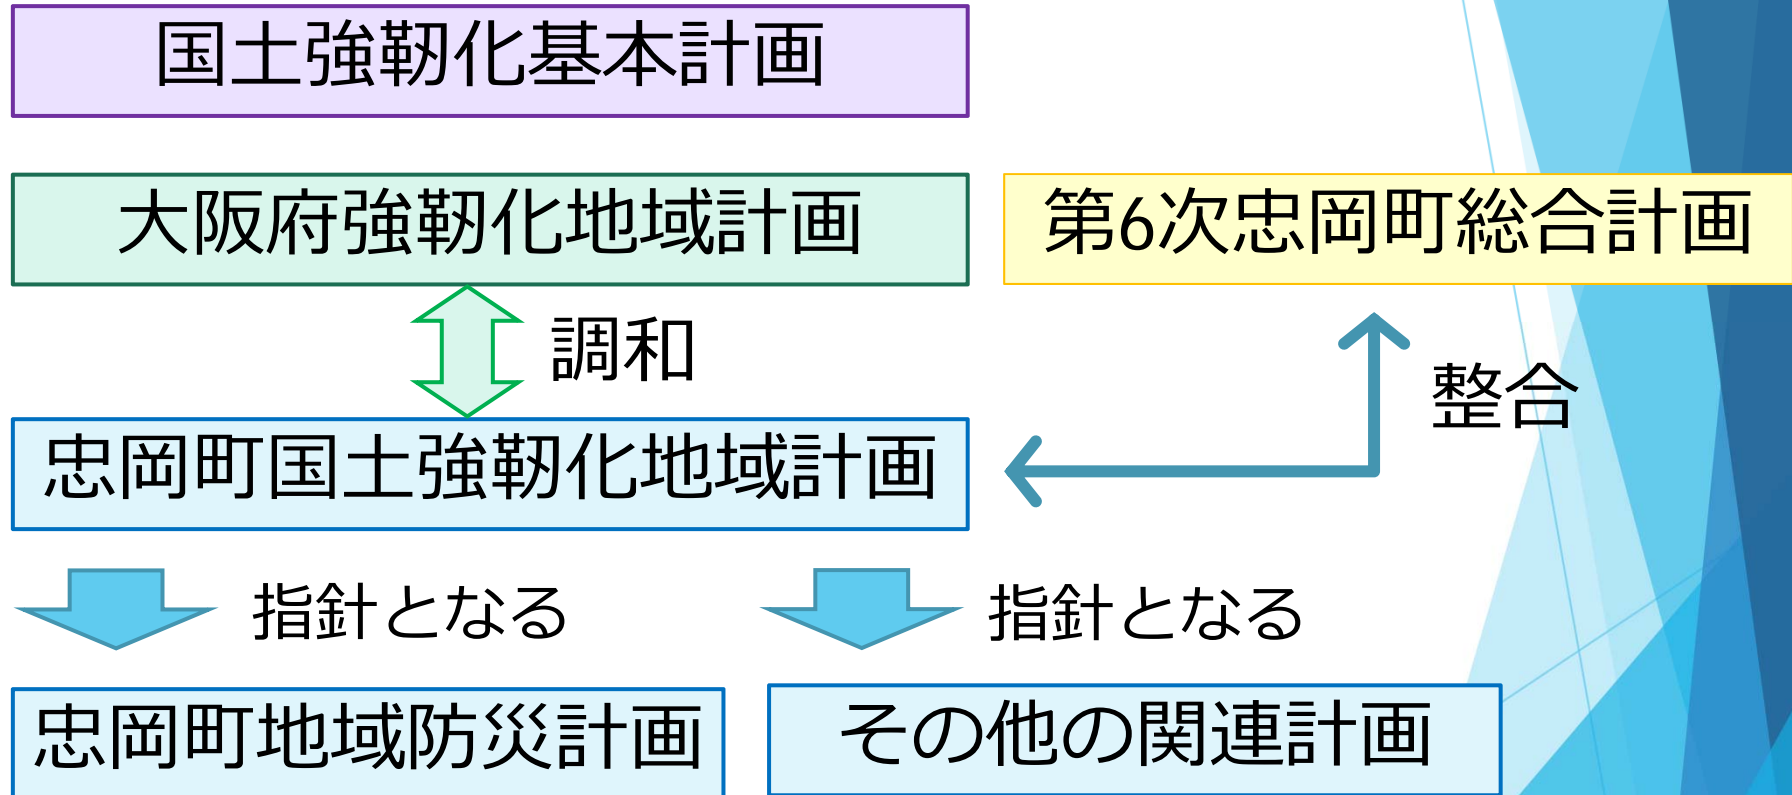 国土強靭化基本計画
大阪府強靭化地域計画
第6次忠岡町総合計画
調和
整合
忠岡町国土強靭化地域計画
指針となる
指針となる
忠岡町地域防災計画
その他の関連計画